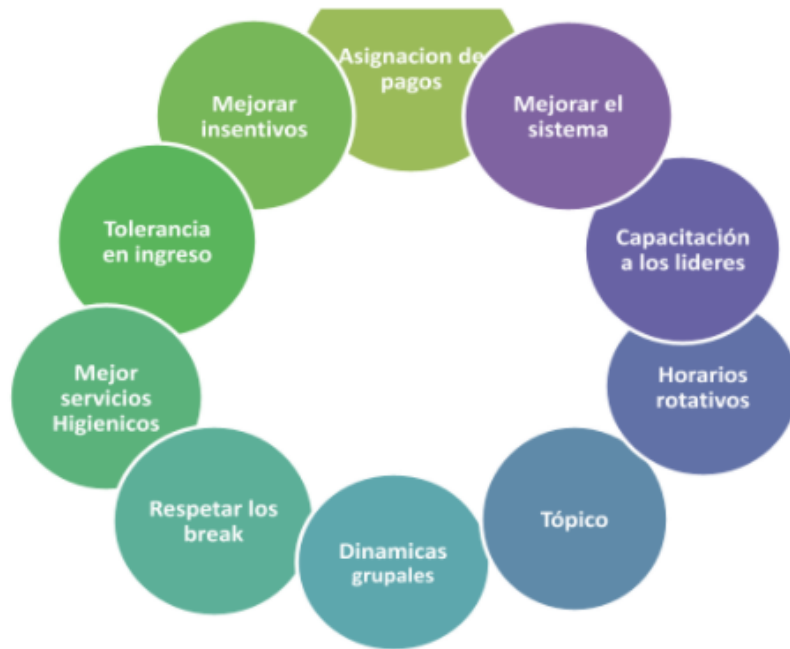 Asignacion de
pagos
Mejorar el
sistema
Capacitación
a los lideres
Horarios
rotativos
Tópico
Dinamicas
grupales
Respetar los
break
Mejor
servicios
Higienicos
Tolerancia
en ingreso
Mejorar
insentivos